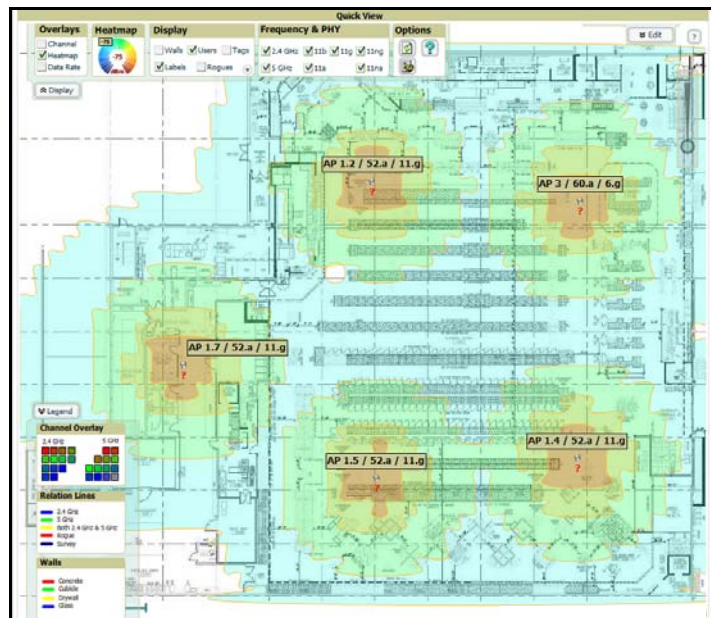 Quick View
Overlays
Channel
Heatmap
Data Rate
Heatmap
-75
-75
Display
Walls Users Tags
Labels Rogues
Frequency & PHY
2.4 GHz 11b 11g 11ng
5 GHz 11a 11na
Options
?
Edit
?
Display
AP 1.2 / 52.a / 11.g
?
AP 3 / 60.a / 6.g
?
AP 1.7 / 52.a / 11.g
?
AP 1.5 / 52.a / 11.g
?
AP 1.4 / 52.a / 11.g
?
Legend
Channel Overlay
2.4 GHz 5 GHz
Relation Lines
2.4 GHz
5 GHz
Both 2.4 GHz & 5 GHz
Rogue
Survey
Walls
Concrete
Cubicle
Drywall
Glass